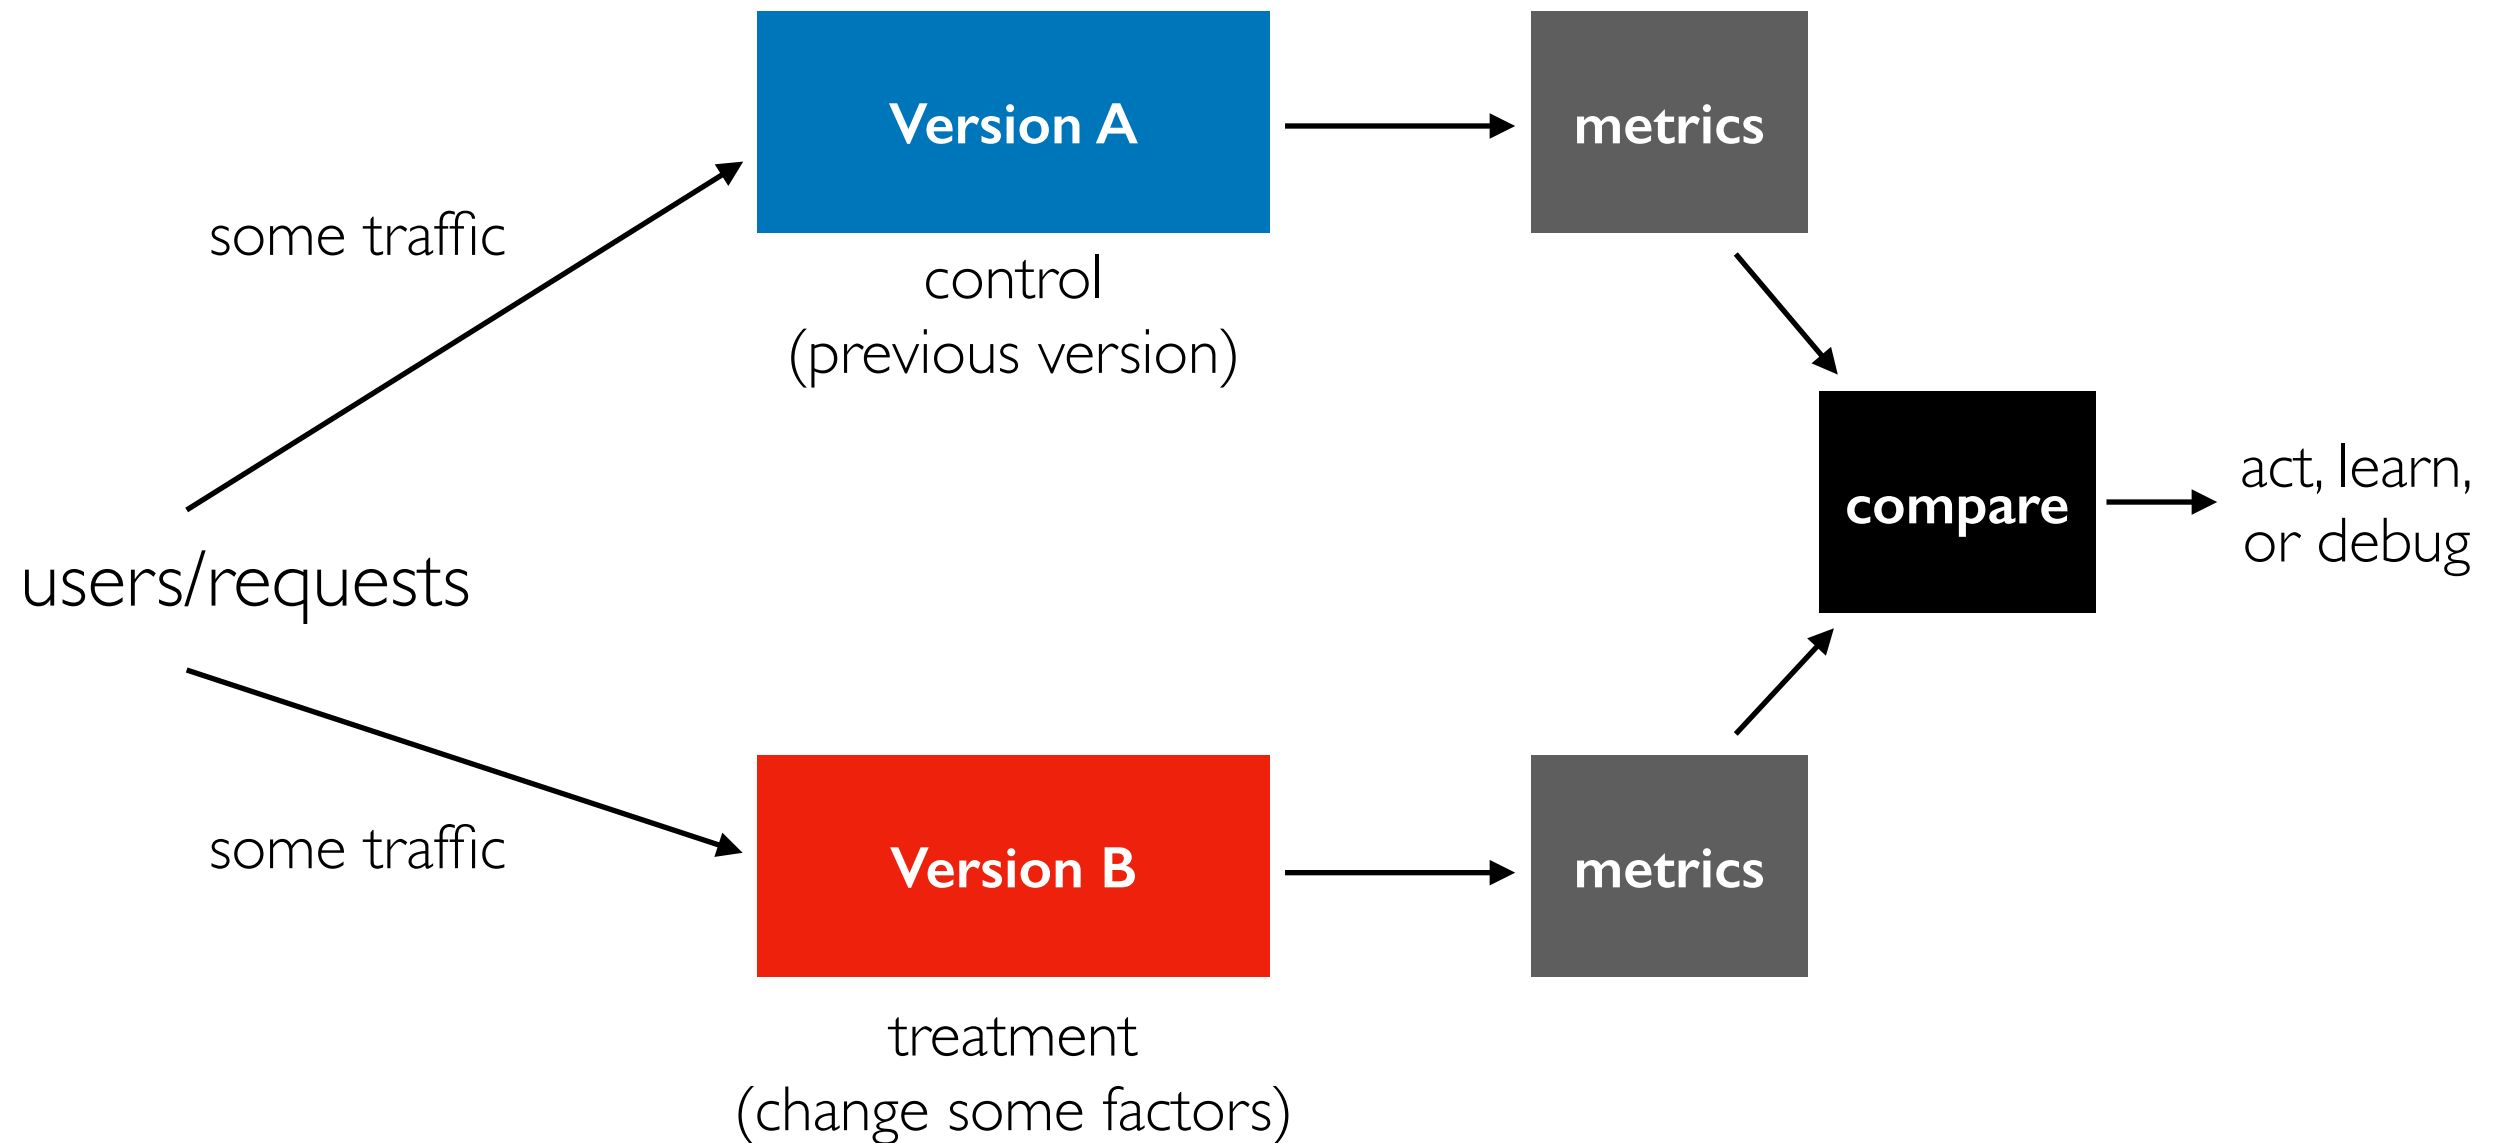 users/requests
some traffic
some traffic
Version A
control
(previous version)
Version B
treatment
(change some factors)
metrics
metrics
compare
act, learn,
or debug